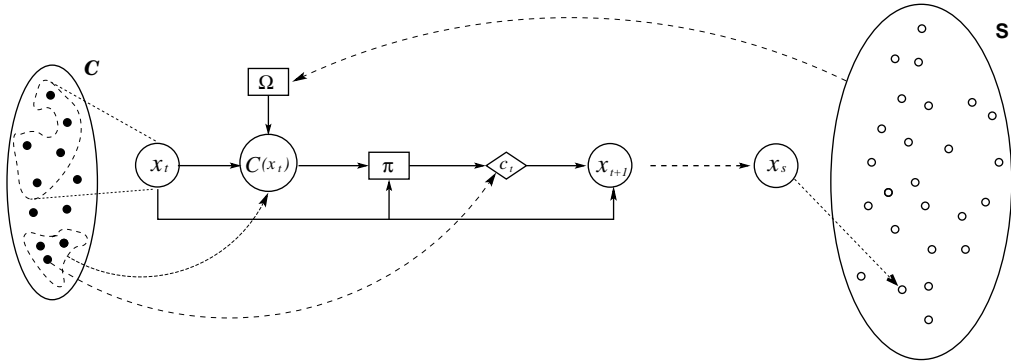 C
S
Ω
x_t
C(x_t)
π
c_t
x_{t+1}
x_s